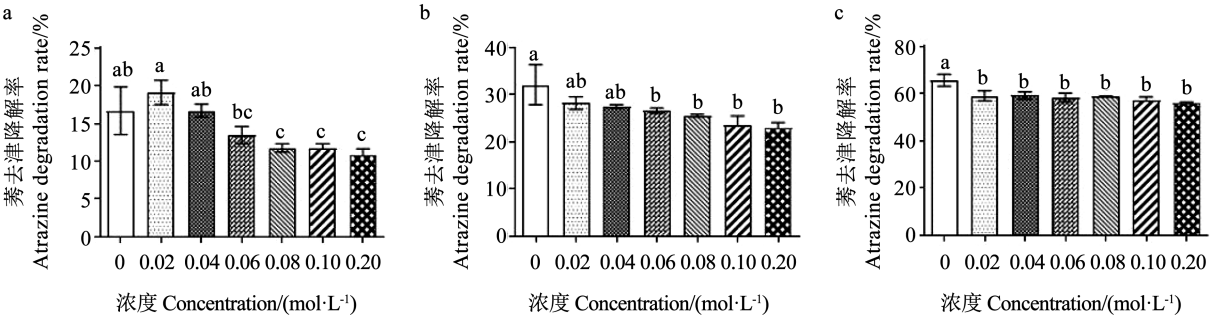 a
莠去津降解率
Atrazine degradation rate/%
25
20
15
10
5
0
ab
a
ab
bc
c
c
c
0 0.02 0.04 0.06 0.08 0.10 0.20
浓度 Concentration/(mol·L⁻¹)
b
莠去津降解率
Atrazine degradation rate/%
40
30
20
10
0
a
ab
ab
b
b
b
b
0 0.02 0.04 0.06 0.08 0.10 0.20
浓度 Concentration/(mol·L⁻¹)
c
莠去津降解率
Atrazine degradation rate/%
80
60
40
20
0
a
b
b
b
b
b
b
0 0.02 0.04 0.06 0.08 0.10 0.20
浓度 Concentration/(mol·L⁻¹)